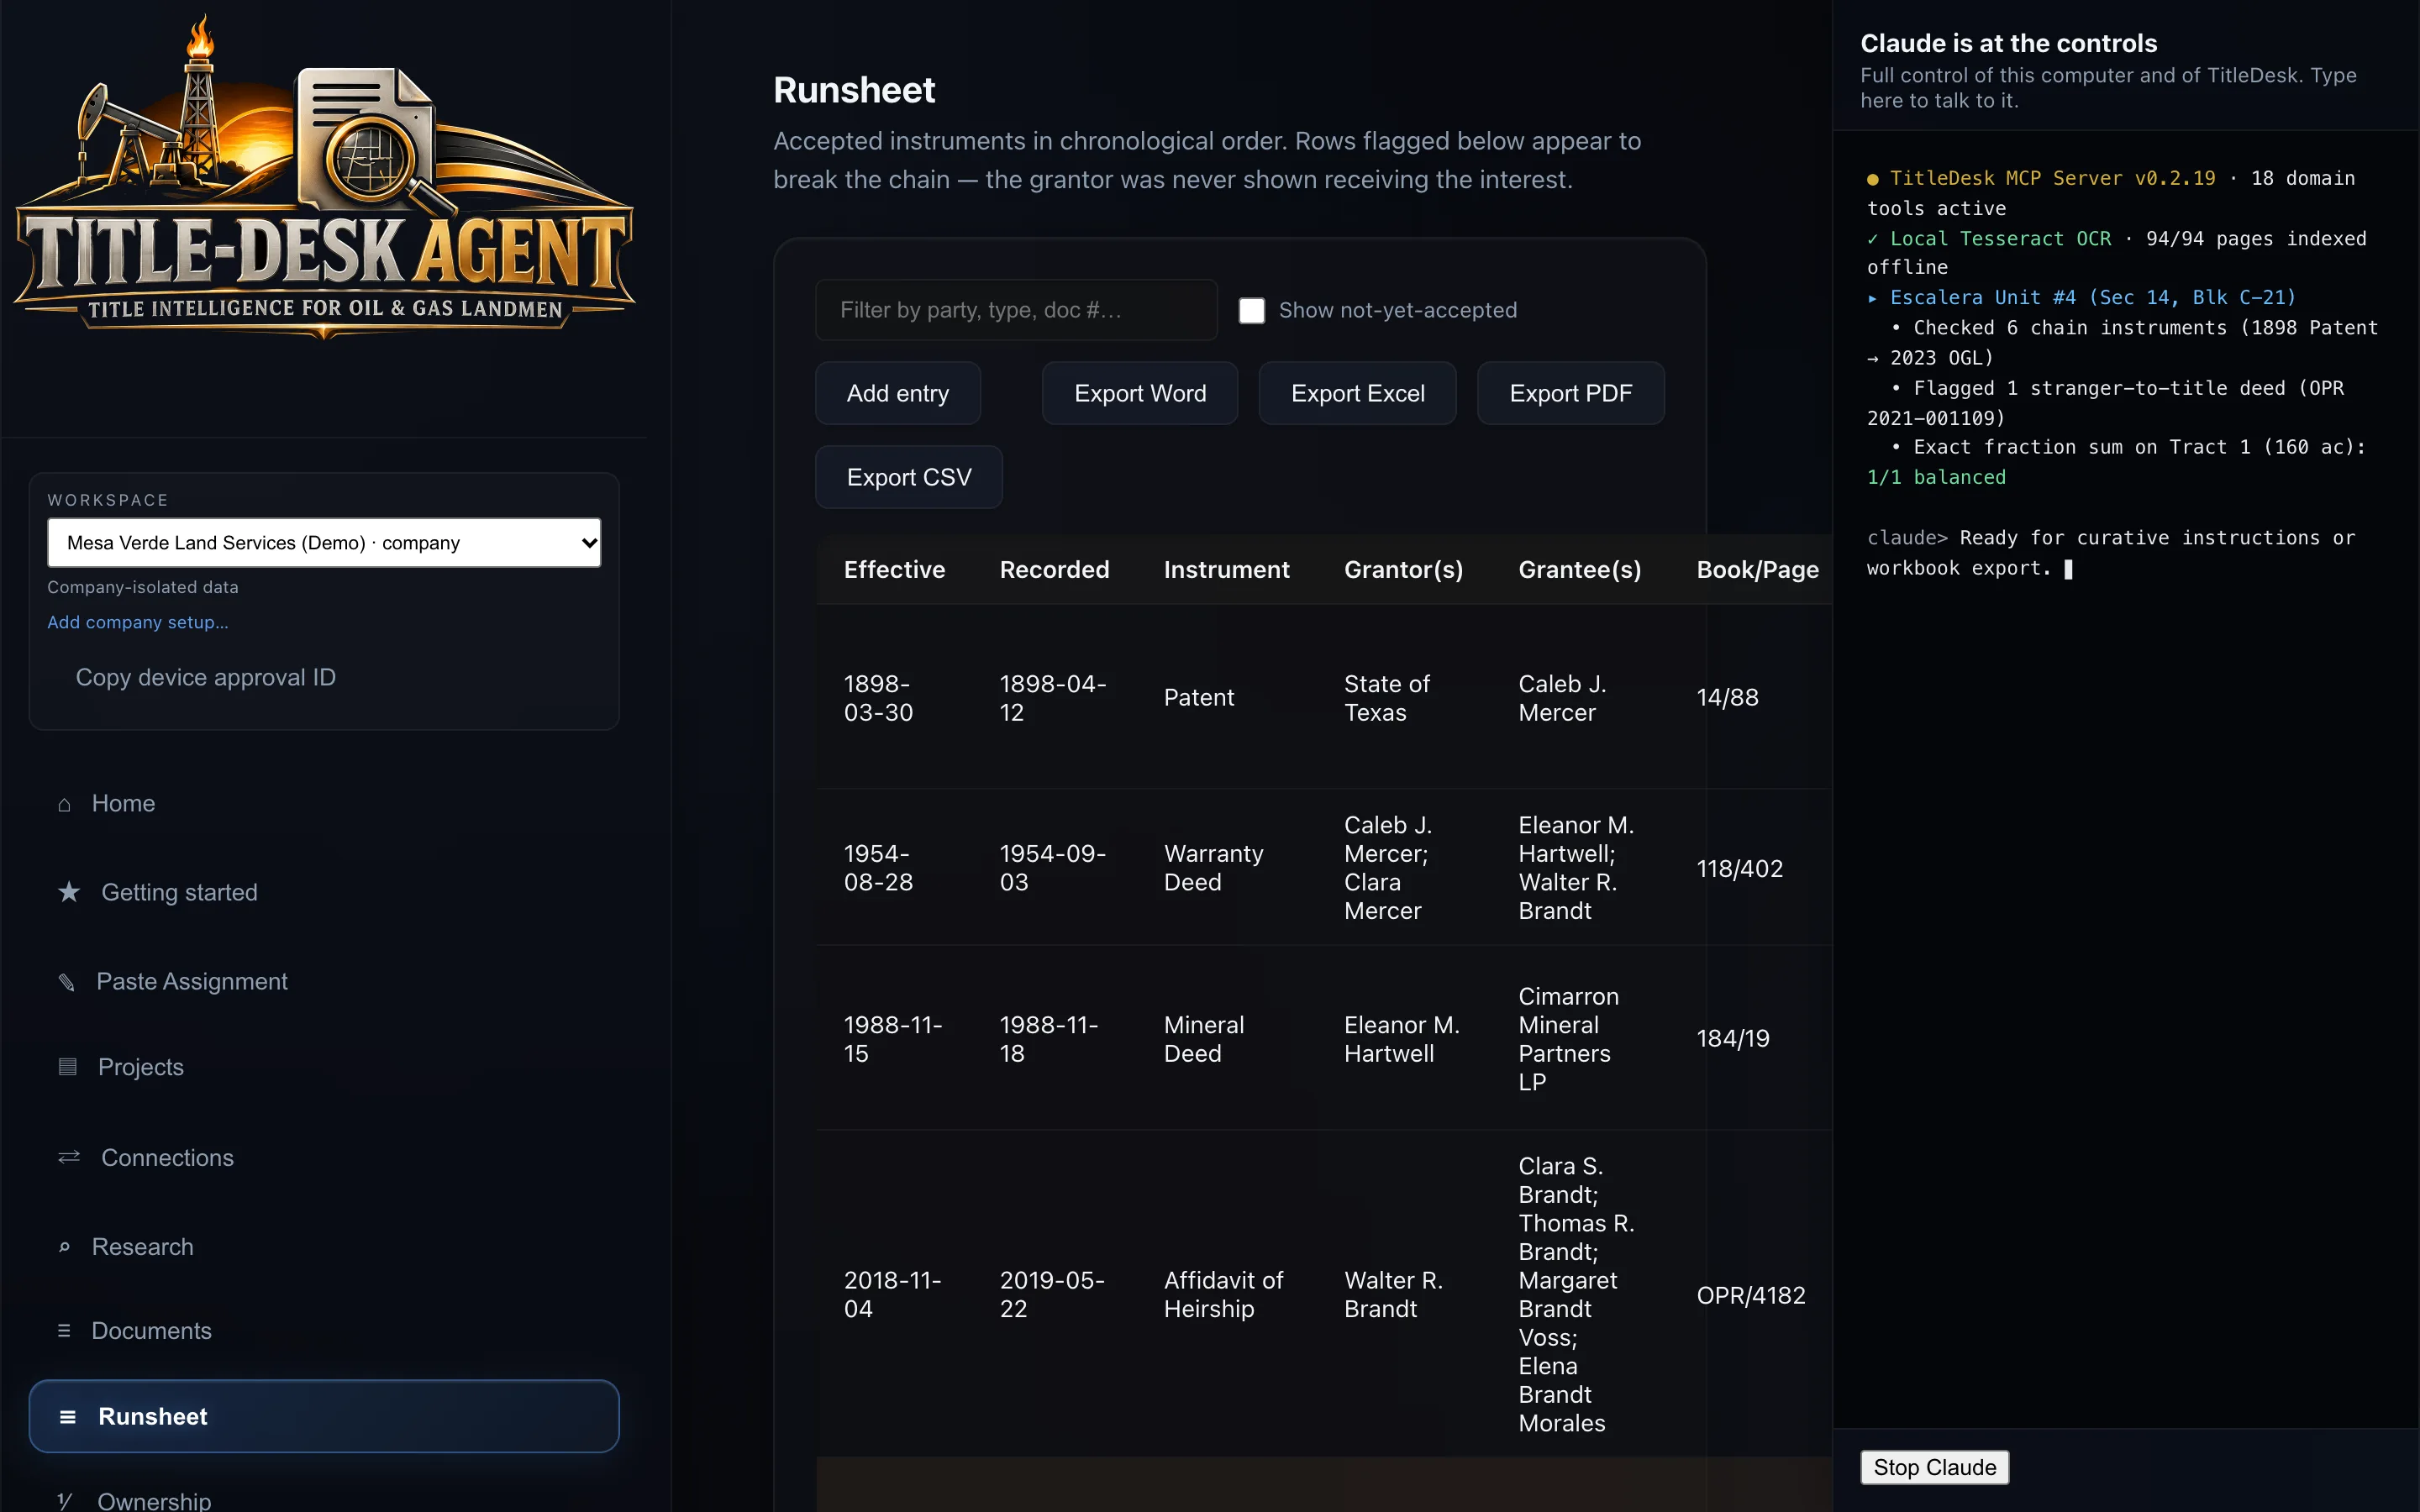 TITLE-DESK AGENT
TITLE INTELLIGENCE FOR OIL & GAS LANDMEN
WORKSPACE
Mesa Verde Land Services (Demo) · company
Company-isolated data
Add company setup...
Copy device approval ID
Home
Getting started
Paste Assignment
Projects
Connections
Research
Documents
Runsheet
Ownership
Runsheet
Accepted instruments in chronological order. Rows flagged below appear to
break the chain — the grantor was never shown receiving the interest.
Filter by party, type, doc #…
Show not-yet-accepted
Add entry
Export Word
Export Excel
Export PDF
Export CSV
Effective Recorded Instrument Grantor(s) Grantee(s) Book/Page
1898-
03-30
1898-04-
12
Patent
State of
Texas
Caleb J.
Mercer
14/88
1954-
08-28
1954-09-
03
Warranty
Deed
Caleb J.
Mercer;
Clara
Mercer
Eleanor M.
Hartwell;
Walter R.
Brandt
118/402
1988-11-
15
1988-11-
18
Mineral
Deed
Eleanor M.
Hartwell
Cimarron
Mineral
Partners
LP
184/19
2018-11-
04
2019-05-
22
Affidavit of
Heirship
Walter R.
Brandt
Clara S.
Brandt;
Thomas R.
Brandt;
Margaret
Brandt
Voss;
Elena
Brandt
Morales
OPR/4182
Claude is at the controls
Full control of this computer and of TitleDesk. Type
here to talk to it.
● TitleDesk MCP Server v0.2.19 · 18 domain
tools active
✓ Local Tesseract OCR · 94/94 pages indexed
offline
▸ Escalera Unit #4 (Sec 14, Blk C-21)
• Checked 6 chain instruments (1898 Patent
→ 2023 OGL)
• Flagged 1 stranger-to-title deed (OPR
2021-001109)
• Exact fraction sum on Tract 1 (160 ac):
1/1 balanced
claude> Ready for curative instructions or
workbook export.
Stop Claude